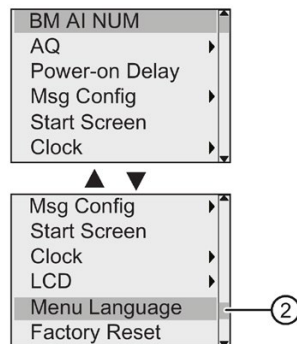 BM AI NUM
AQ
Power-on Delay
Msg Config
Start Screen
Clock
Msg Config
Start Screen
Clock
LCD
Menu Language
2
Factory Reset